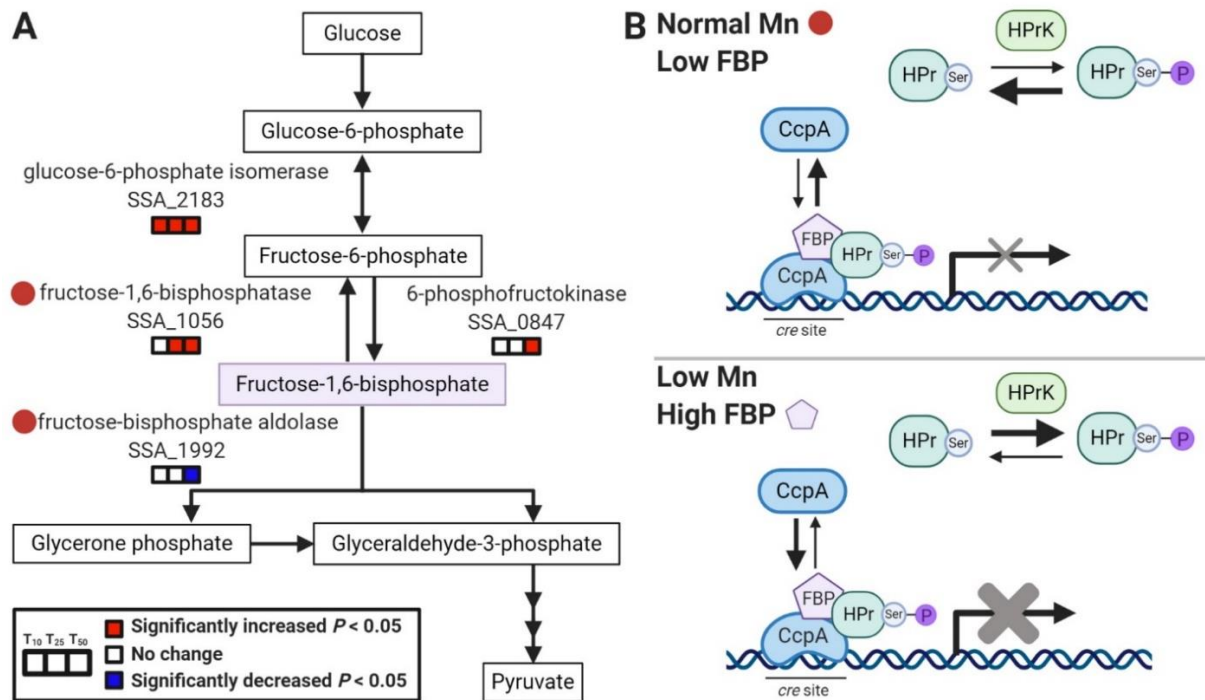 A
Glucose
Glucose-6-phosphate
glucose-6-phosphate isomerase
SSA_2183
Fructose-6-phosphate
fructose-1,6-bisphosphatase
SSA_1056
6-phosphofructokinase
SSA_0847
Fructose-1,6-bisphosphate
fructose-bisphosphate aldolase
SSA_1992
Glycerone phosphate
Glyceraldehyde-3-phosphate
Pyruvate
T₁₀ T₂₅ T₅₀
Significantly increased P < 0.05
No change
Significantly decreased P < 0.05
B
Normal Mn
Low FBP
HPrK
HPr Ser
HPr Ser P
CcpA
FBP
HPr Ser P
CcpA
cre site
Low Mn
High FBP
HPrK
HPr Ser
HPr Ser P
CcpA
FBP
HPr Ser P
CcpA
cre site